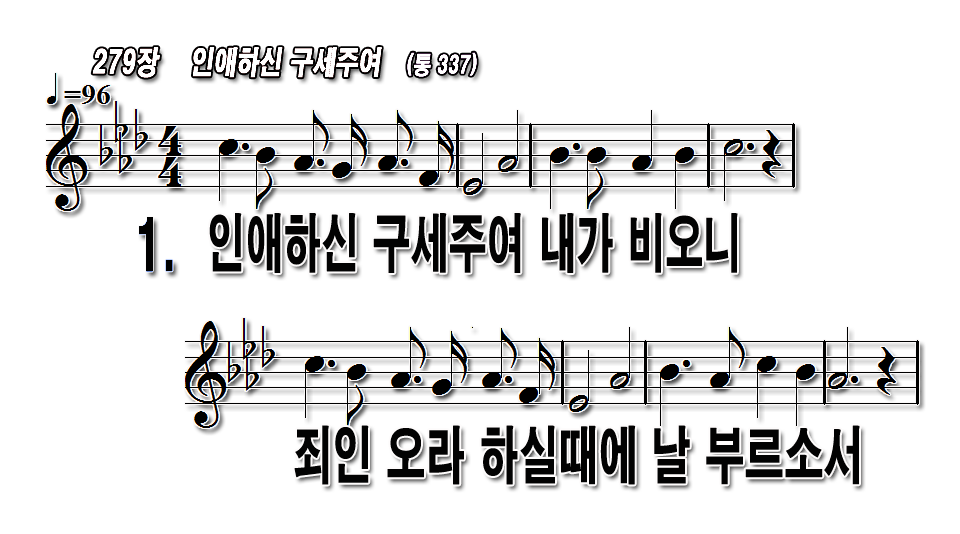 279장 인애하신 구세주여 (통 337)
♩=96
4
4
1. 인애하신 구세주여 내가 비오니
죄인 오라 하실때에 날 부르소서